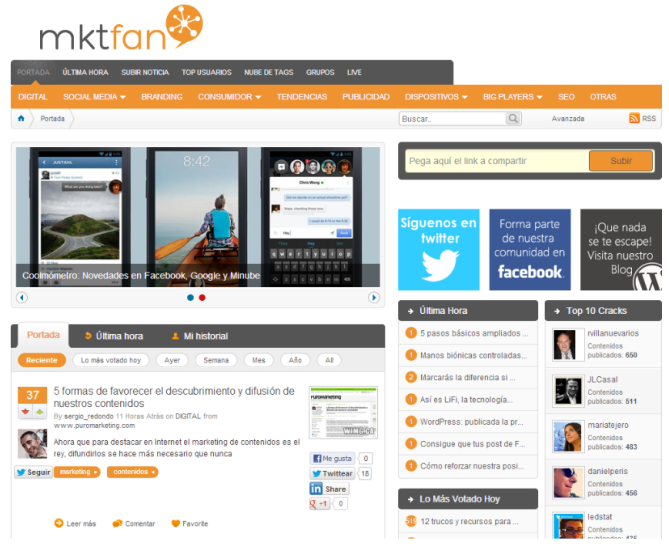 mktfan
PORTADA ÚLTIMA HORA SUBIR NOTICIA TOP USUARIOS NUBE DE TAGS GRUPOS LIVE
DIGITAL SOCIAL MEDIA BRANDING CONSUMIDOR TENDENCIAS PUBLICIDAD DISPOSITIVOS BIG PLAYERS SEO OTRAS
Portada Buscar.. Avanzada RSS
8:42
Chris Wong
Coolmómetro: Novedades en Facebook, Google y Minube
Pega aquí el link a compartir Subir
Síguenos en
twitter
Forma parte
de nuestra
comunidad en
facebook.
¡Que nada
se te escape!
Visita nuestro
Blog
Portada Última hora Mi historial
Reciente Lo más votado hoy Ayer Semana Mes Año All
37
5 formas de favorecer el descubrimiento y difusión de
nuestros contenidos
By sergio_redondo 11 Horas Atrás on DIGITAL from
www.puromarketing.com
Ahora que para destacar en Internet el marketing de contenidos es el
rey, difundirlos se hace más necesario que nunca
Seguir marketing contenidos
PUROMARKETING
Me gusta 0
Twittear 18
Share
+1 0
Leer más Comentar Favorite
Última Hora
1 5 pasos básicos ampliados ...
1 Manos biónicas controladas...
2 Marcarás la diferencia si ...
1 Así es LiFi, la tecnología...
1 WordPress: publicada la pr...
1 Consigue que tus post de F...
1 Cómo reforzar nuestra posi...
Lo Más Votado Hoy
12 trucos y recursos para ...
Top 10 Cracks
rvillanuevarios
Contenidos
publicados: 650
JLCasal
Contenidos
publicados: 511
mariatejero
Contenidos
publicados: 483
danielperis
Contenidos
publicados: 456
ledstat
Contenidos
publicados: 475